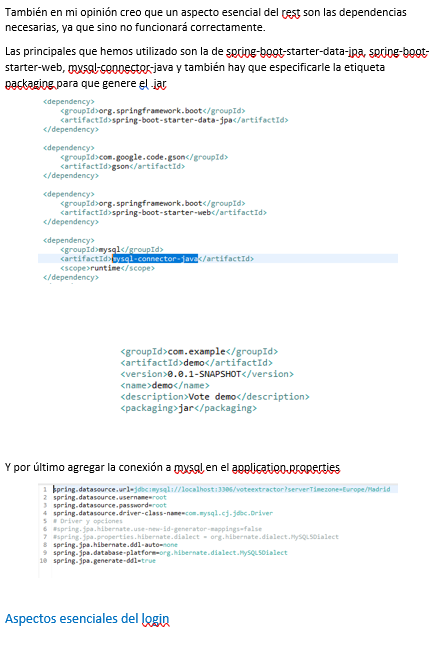 También en mi opinión creo que un aspecto esencial del rest son las dependencias
necesarias, ya que sino no funcionará correctamente.
Las principales que hemos utilizado son la de spring-boot-starter-data-jpa, spring-boot-
starter-web, mysql-connector-java y también hay que especificarle la etiqueta
packaging para que genere el .jar
<dependency>
<groupId>org.springframework.boot</groupId>
<artifactId>spring-boot-starter-data-jpa</artifactId>
</dependency>
<dependency>
<groupId>com.google.code.gson</groupId>
<artifactId>gson</artifactId>
</dependency>
<dependency>
<groupId>org.springframework.boot</groupId>
<artifactId>spring-boot-starter-web</artifactId>
</dependency>
<dependency>
<groupId>mysql</groupId>
<artifactId>mysql-connector-java</artifactId>
<scope>runtime</scope>
</dependency>
<groupId>com.example</groupId>
<artifactId>demo</artifactId>
<version>0.0.1-SNAPSHOT</version>
<name>demo</name>
<description>Vote demo</description>
<packaging>jar</packaging>
Y por último agregar la conexión a mysql en el application.properties
1 spring.datasource.url=jdbc:mysql://localhost:3306/voteextractor?serverTimezone=Europe/Madrid
2 spring.datasource.username=root
3 spring.datasource.password=root
4 spring.datasource.driver-class-name=com.mysql.cj.jdbc.Driver
5 # Driver y opciones
6 #spring.jpa.hibernate.use-new-id-generator-mappings=false
7 #spring.jpa.properties.hibernate.dialect = org.hibernate.dialect.MySQL5Dialect
8 spring.jpa.hibernate.ddl-auto=none
9 spring.jpa.database-platform=org.hibernate.dialect.MySQL5Dialect
10 spring.jpa.generate-ddl=true
Aspectos esenciales del login